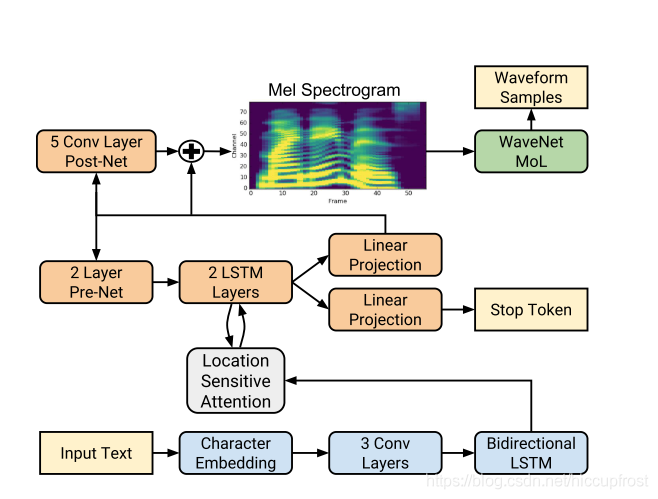 Waveform
Samples
Mel Spectrogram
5 Conv Layer
Post-Net
WaveNet
MoL
Channel
70
60
50
40
30
20
10
0
0 10 20 30 40 50
Frame
2 Layer
Pre-Net
2 LSTM
Layers
Linear
Projection
Linear
Projection
Stop Token
Location
Sensitive
Attention
Input Text
Character
Embedding
3 Conv
Layers
Bidirectional
LSTM
https://blog.csdn.net/hiccupfrost